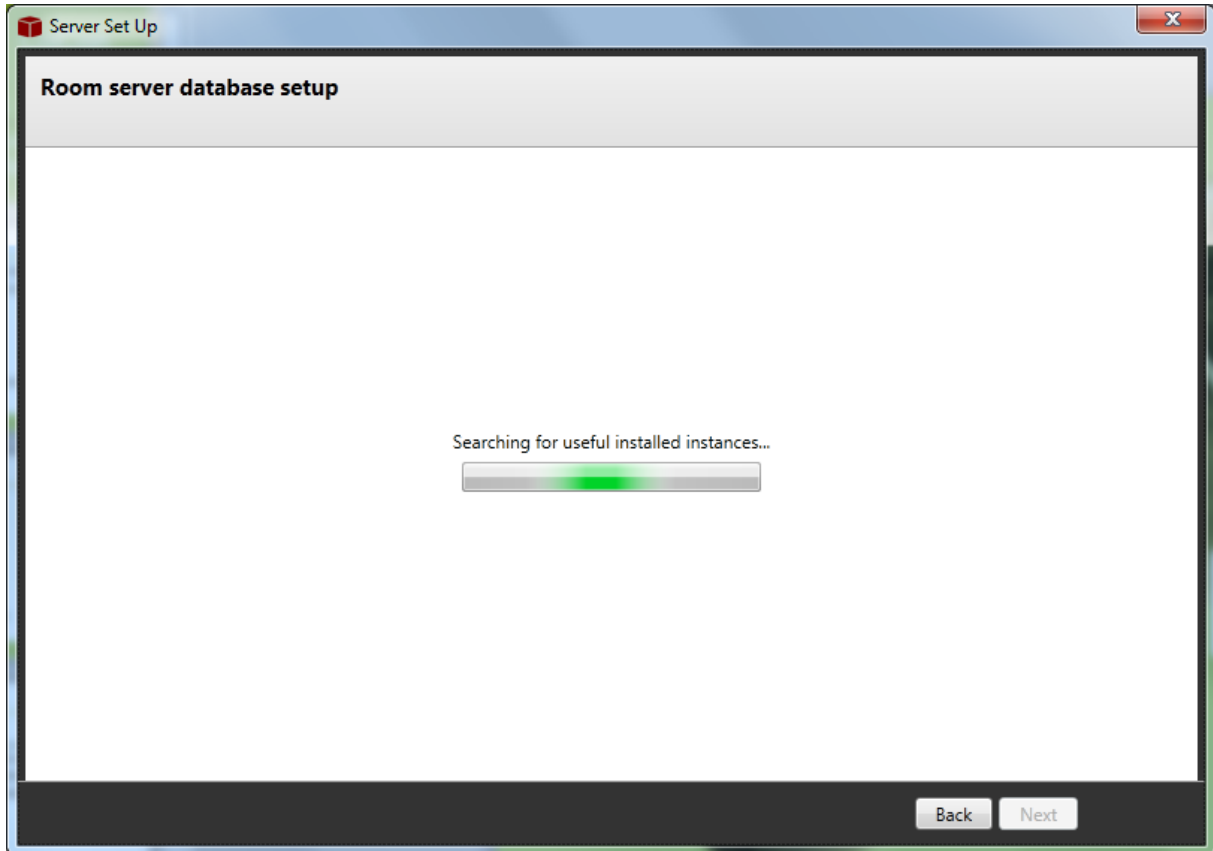 Server Set Up
Room server database setup
Searching for useful installed instances...
Back Next